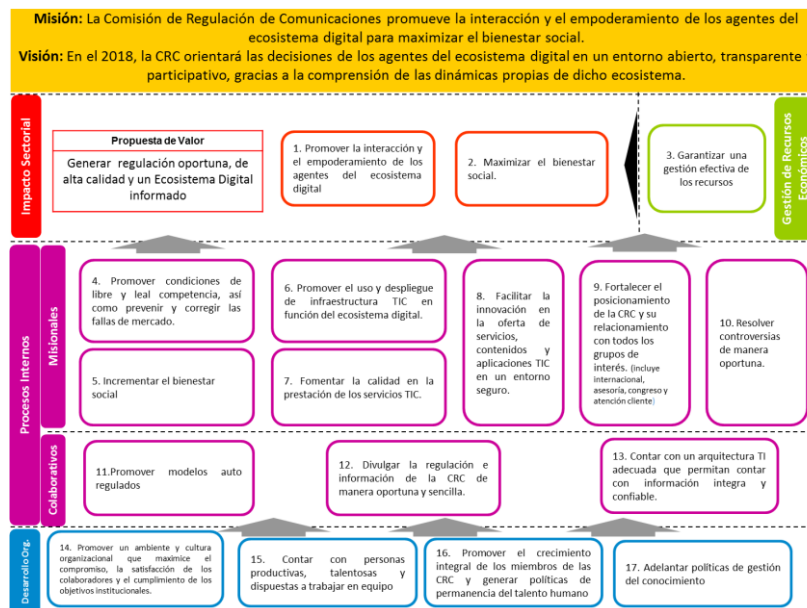 Misión: La Comisión de Regulación de Comunicaciones promueve la interacción y el empoderamiento de los agentes del
ecosistema digital para maximizar el bienestar social.
Visión: En el 2018, la CRC orientará las decisiones de los agentes del ecosistema digital en un entorno abierto, transparente
participativo, gracias a la comprensión de las dinámicas propias de dicho ecosistema.
Impacto Sectorial
Propuesta de Valor
Generar regulación oportuna, de
alta calidad y un Ecosistema Digital
informado
1. Promover la interacción y
el empoderamiento de los
agentes del ecosistema
digital
2. Maximizar el bienestar
social.
3. Garantizar una
gestión efectiva de
los recursos
Gestión de Recursos
Económicos
Procesos Internos
Misionales
4. Promover condiciones de
libre y leal competencia, así
como prevenir y corregir las
fallas de mercado.
5. Incrementar el bienestar
social
6. Promover el uso y despliegue
de infraestructura TIC en
función del ecosistema digital.
7. Fomentar la calidad en la
prestación de los servicios TIC.
8. Facilitar la
innovación en
la oferta de
servicios,
contenidos y
aplicaciones TIC
en un entorno
seguro.
9. Fortalecer el
posicionamiento
de la CRC y su
relacionamiento
con todos los
grupos de
interés. (incluye
internacional,
asesoría, congreso y
atención cliente)
10. Resolver
controversias de
manera
oportuna.
Colaborativos
11.Promover modelos auto
regulados
12. Divulgar la regulación e
información de la CRC de
manera oportuna y sencilla.
13. Contar con un arquitectura TI
adecuada que permitan contar
con información integra y
confiable.
Desarrollo Org.
14. Promover un ambiente y cultura
organizacional que maximice el
compromiso, la satisfacción de los
colaboradores y el cumplimiento de los
objetivos institucionales.
15. Contar con personas
productivas, talentosas y
dispuestas a trabajar en equipo
16. Promover el crecimiento
integral de los miembros de las
CRC y generar políticas de
permanencia del talento humano
17. Adelantar políticas de gestión
del conocimiento